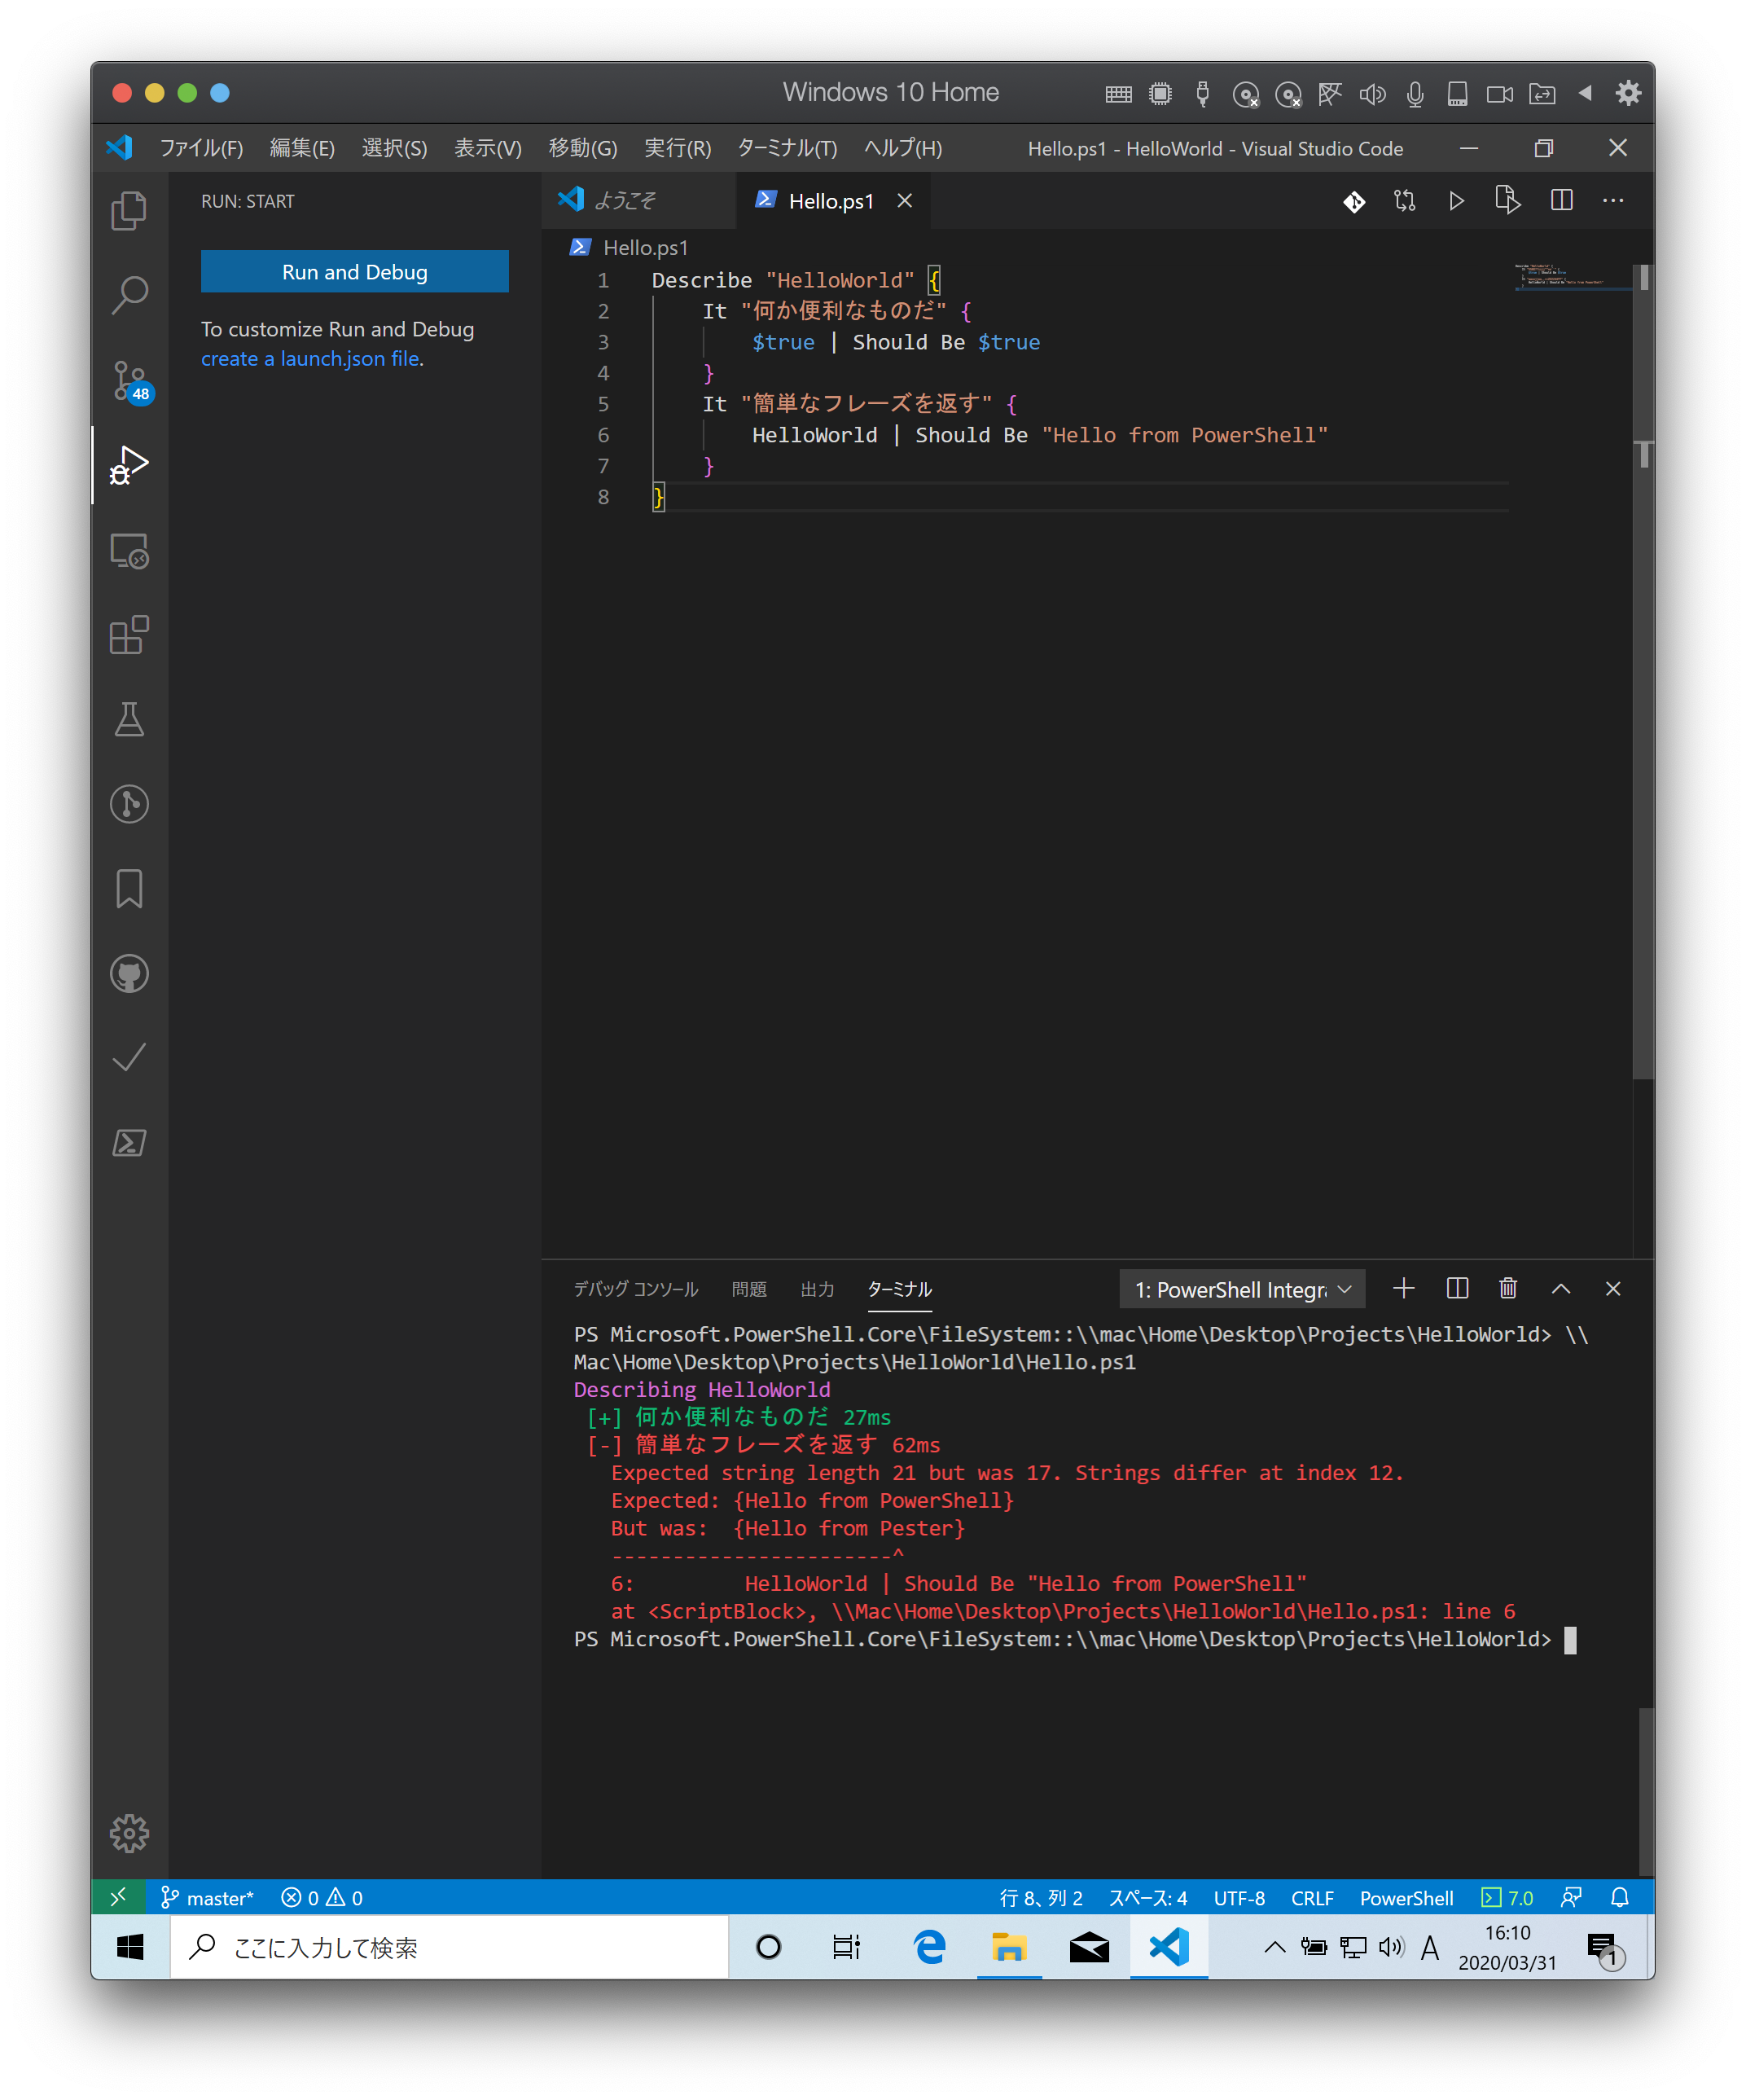 Windows 10 Home
ファイル(F) 編集(E) 選択(S) 表示(V) 移動(G) 実行(R) ターミナル(T) ヘルプ(H) Hello.ps1 - HelloWorld - Visual Studio Code
RUN: START
Run and Debug
To customize Run and Debug
create a launch.json file.
48
ようこそ Hello.ps1
Hello.ps1
1 Describe "HelloWorld" {
2 It "何か便利なものだ" {
3 $true | Should Be $true
4 }
5 It "簡単なフレーズを返す" {
6 HelloWorld | Should Be "Hello from PowerShell"
7 }
8 }
デバッグ コンソール 問題 出力 ターミナル 1: PowerShell Integra
PS Microsoft.PowerShell.Core\FileSystem::\\mac\Home\Desktop\Projects\HelloWorld> \\
Mac\Home\Desktop\Projects\HelloWorld\Hello.ps1
Describing HelloWorld
[+] 何か便利なものだ 27ms
[-] 簡単なフレーズを返す 62ms
Expected string length 21 but was 17. Strings differ at index 12.
Expected: {Hello from PowerShell}
But was: {Hello from Pester}
-----------------------^
6: HelloWorld | Should Be "Hello from PowerShell"
at <ScriptBlock>, \\Mac\Home\Desktop\Projects\HelloWorld\Hello.ps1: line 6
PS Microsoft.PowerShell.Core\FileSystem::\\mac\Home\Desktop\Projects\HelloWorld>
master* 0 0 行 8、列 2 スペース: 4 UTF-8 CRLF PowerShell 7.0
ここに入力して検索 A 16:10
2020/03/31
1